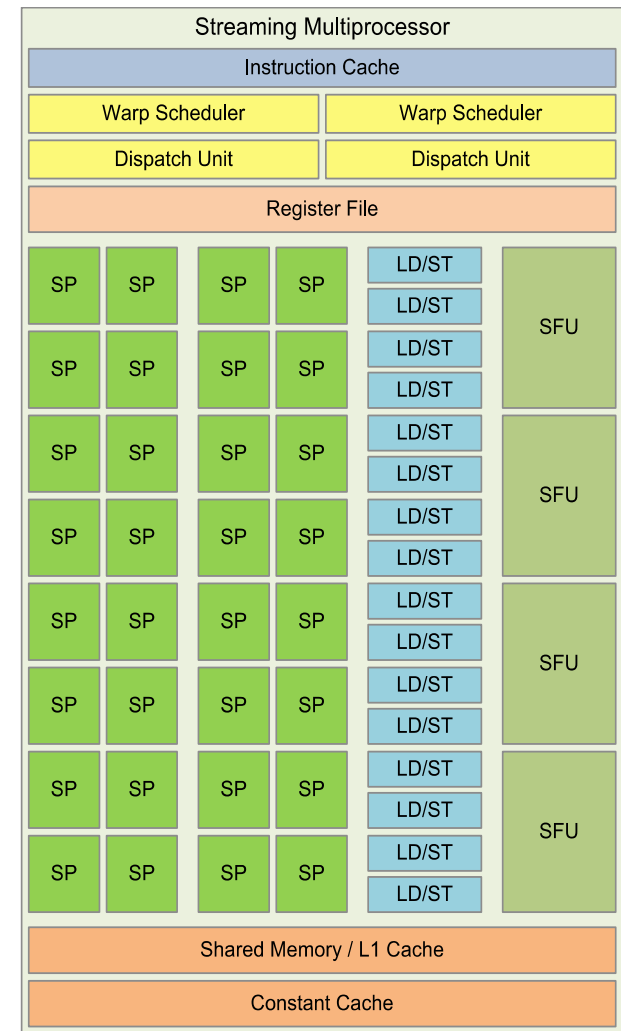 Streaming Multiprocessor
Instruction Cache
Warp Scheduler Warp Scheduler
Dispatch Unit Dispatch Unit
Register File
SP SP SP SP LD/ST SFU
LD/ST
SP SP SP SP LD/ST
LD/ST
SP SP SP SP LD/ST SFU
LD/ST
SP SP SP SP LD/ST
LD/ST
SP SP SP SP LD/ST SFU
LD/ST
SP SP SP SP LD/ST
LD/ST
SP SP SP SP LD/ST SFU
LD/ST
SP SP SP SP LD/ST
LD/ST
Shared Memory / L1 Cache
Constant Cache